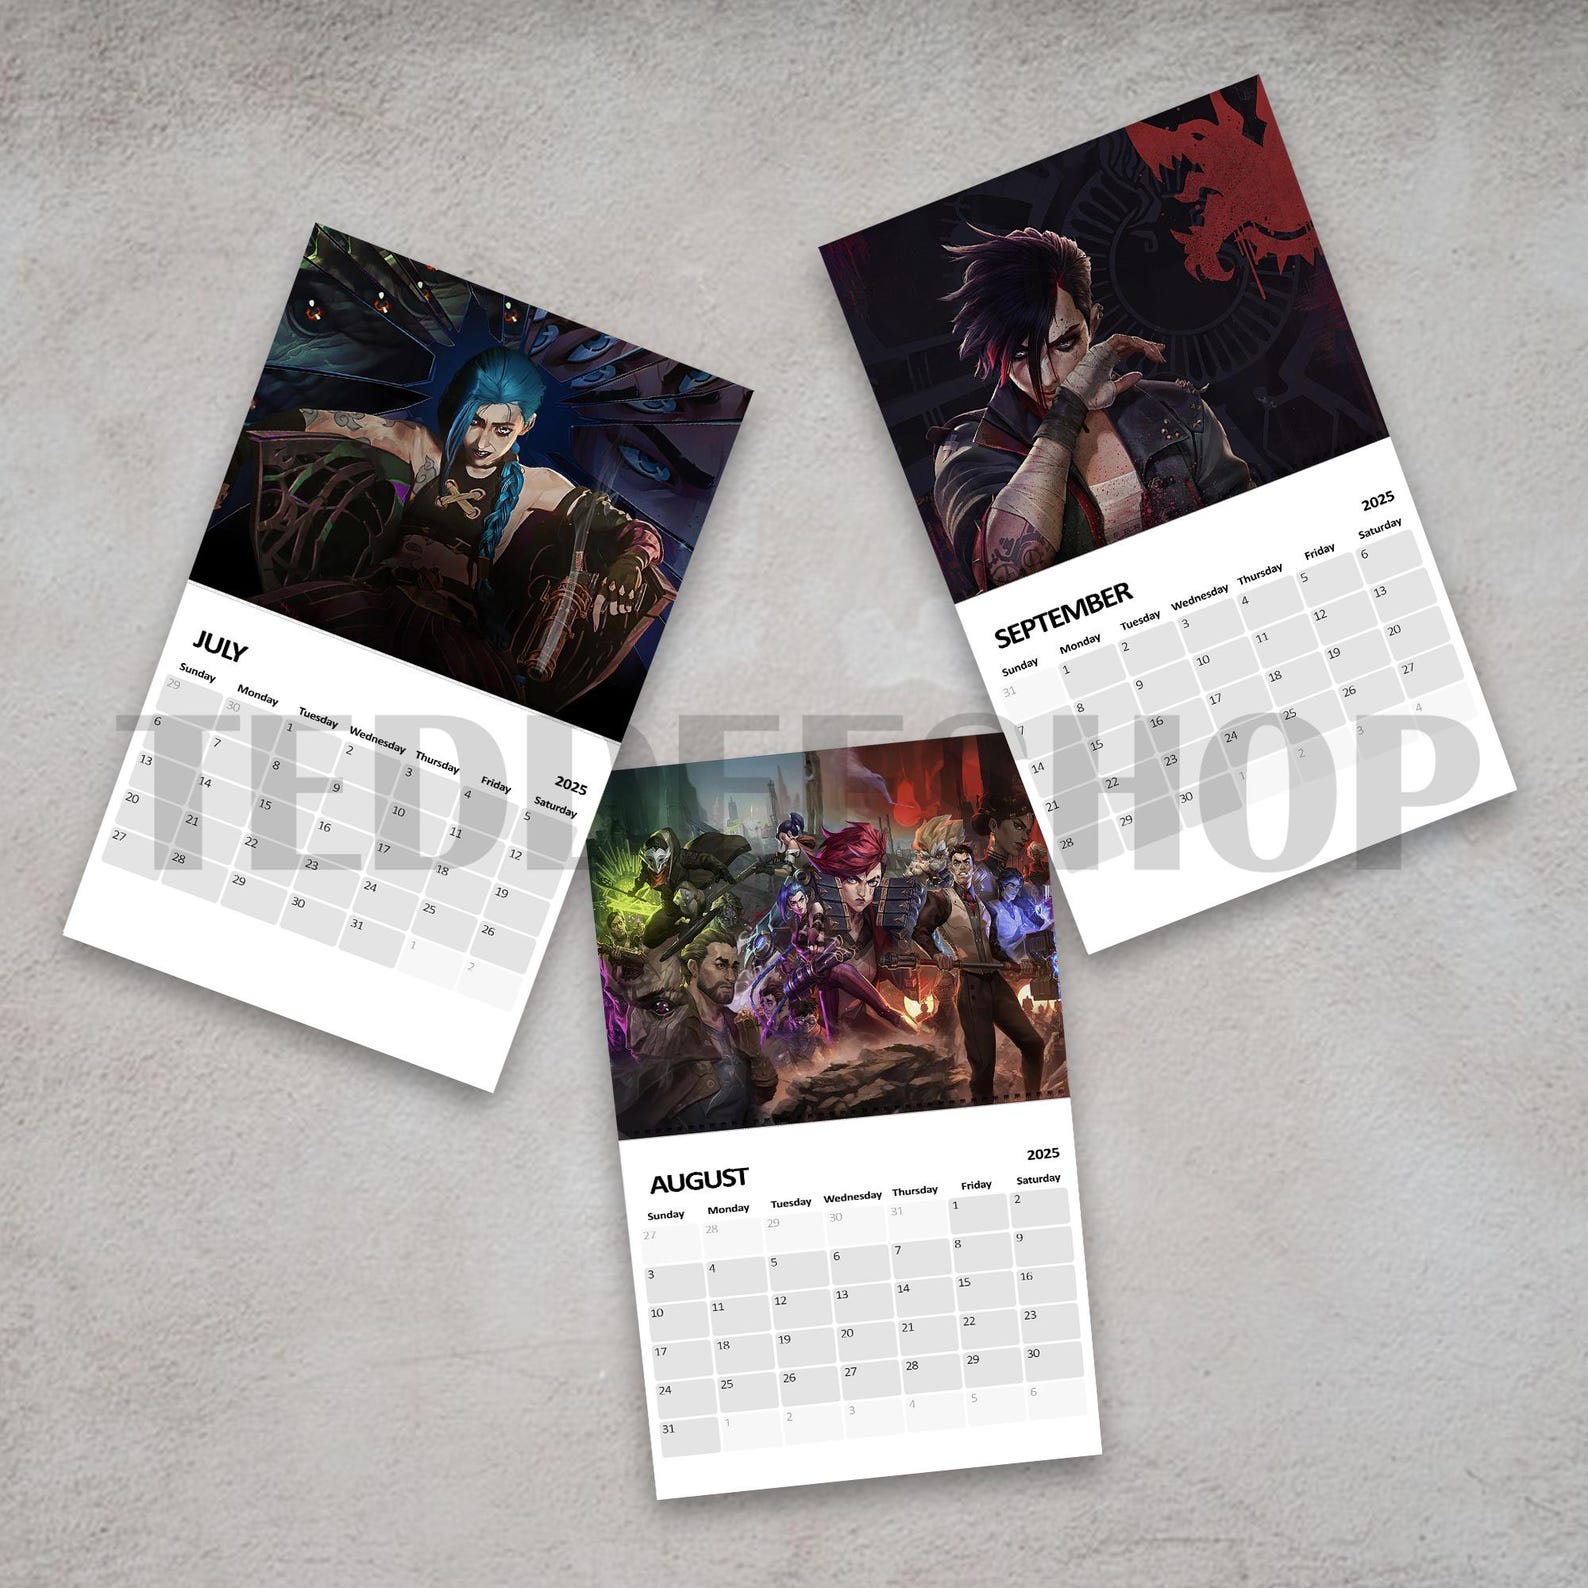 JULY
2025
Sunday Monday Tuesday Wednesday Thursday Friday Saturday
29 30 1 2 3 4 5
6 7 8 9 10 11 12
13 14 15 16 17 18 19
20 21 22 23 24 25 26
27 28 29 30 31 1 2
SEPTEMBER
2025
Sunday Monday Tuesday Wednesday Thursday Friday Saturday
31 1 2 3 4 5 6
7 8 9 10 11 12 13
14 15 16 17 18 19 20
21 22 23 24 25 26 27
28 29 30 1 2 3 4
TEDDEESHOP
AUGUST
2025
Sunday Monday Tuesday Wednesday Thursday Friday Saturday
27 28 29 30 31 1 2
3 4 5 6 7 8 9
10 11 12 13 14 15 16
17 18 19 20 21 22 23
24 25 26 27 28 29 30
31 1 2 3 4 5 6